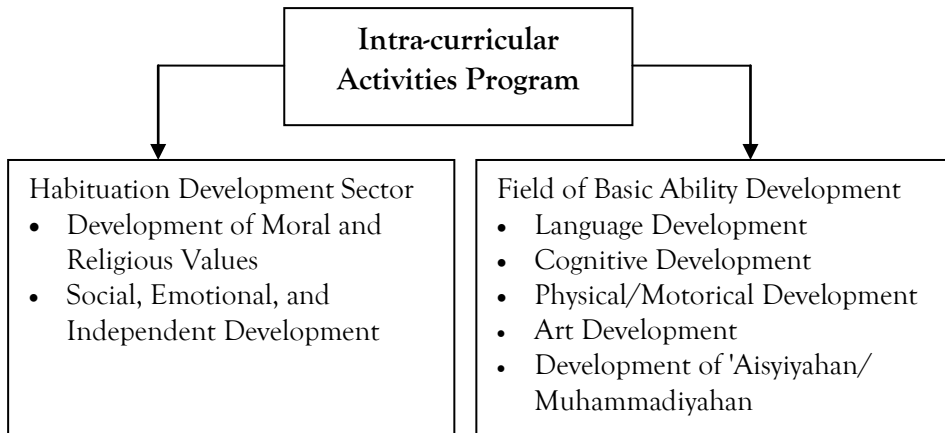 Intra-curricular
Activities Program
Habituation Development Sector
• Development of Moral and
Religious Values
• Social, Emotional, and
Independent Development
Field of Basic Ability Development
• Language Development
• Cognitive Development
• Physical/Motorical Development
• Art Development
• Development of 'Aisyiyahan/
Muhammadiyahan